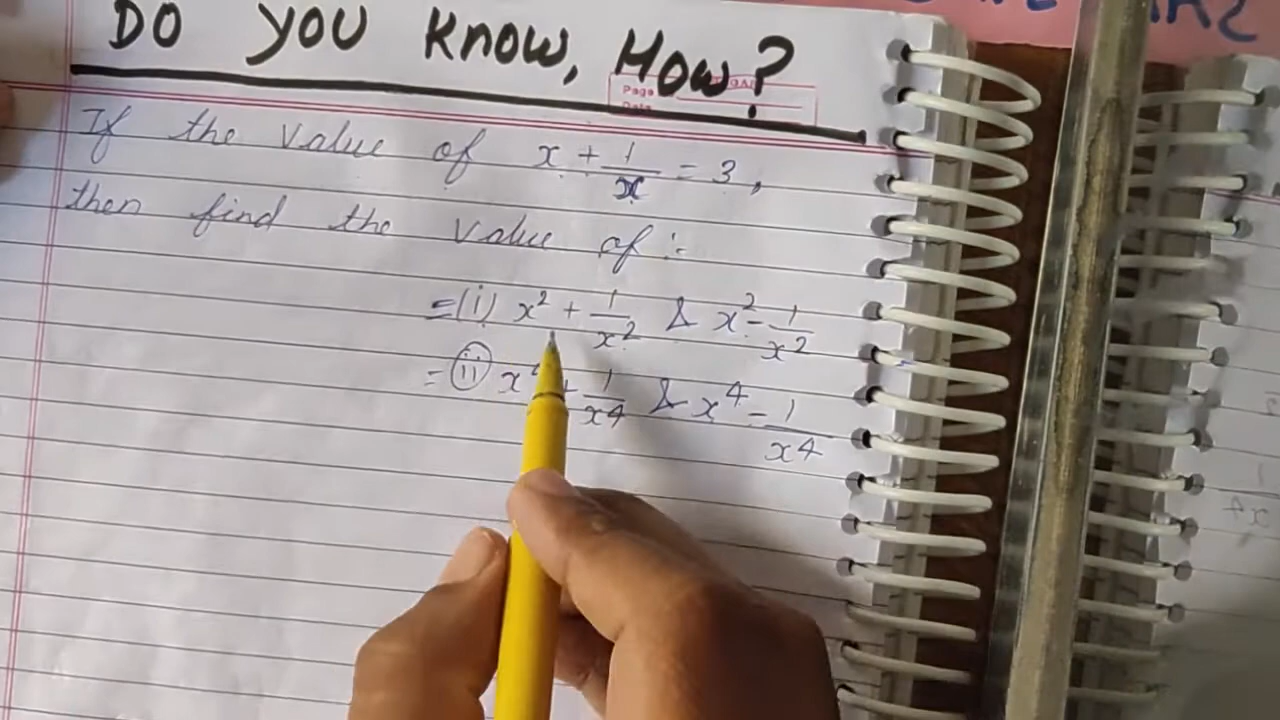 DO YOU Know, How?
Page
Date
If the value of x + 1/x = 3,
then find the value of :-
=(i) x² + 1/x² & x² - 1/x²
= (ii) x⁴ + 1/x⁴ & x⁴ - 1/x⁴